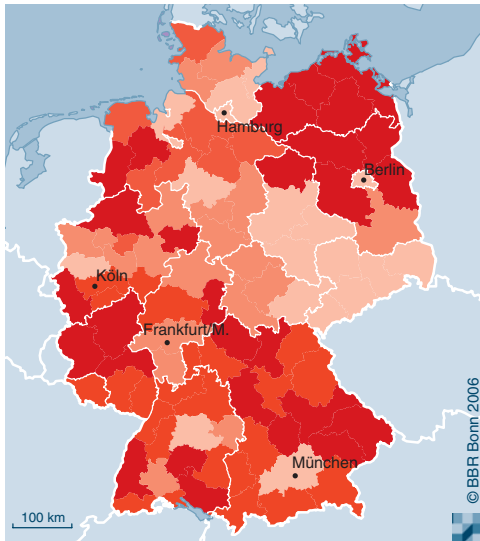 Hamburg
Berlin
Köln
Frankfurt/M.
München
100 km
© BBR Bonn 2006